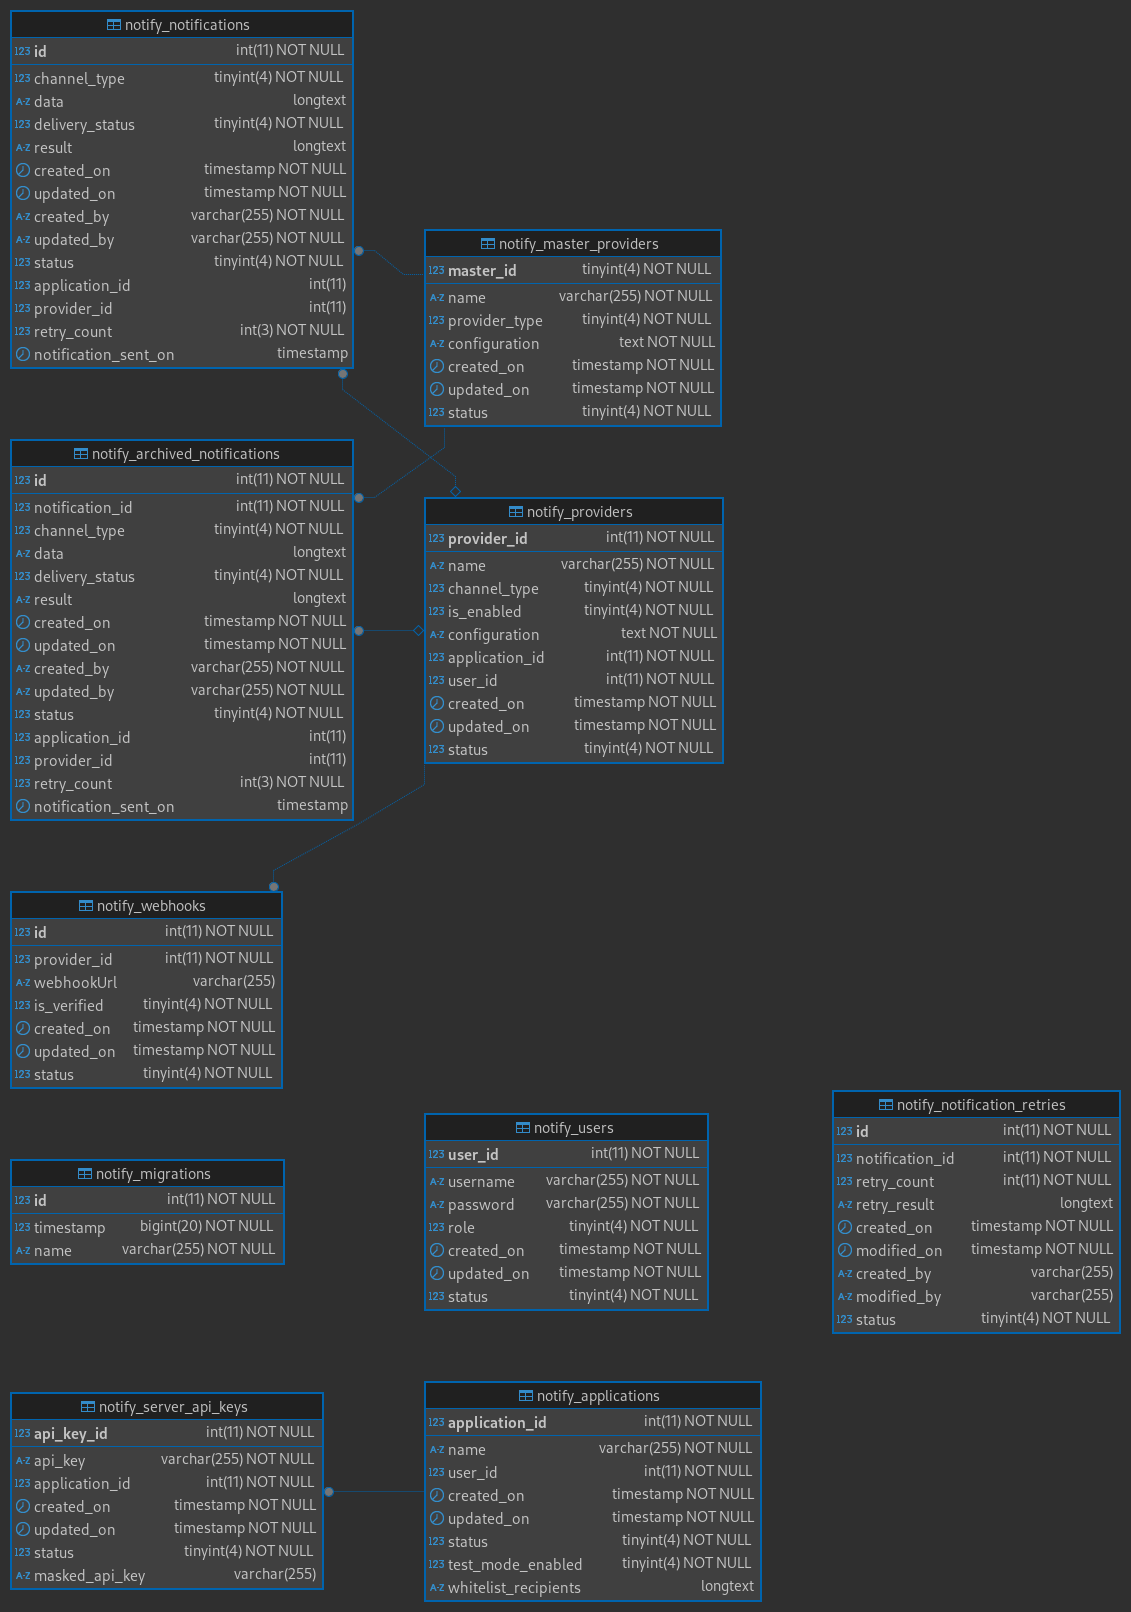 notify_notifications
123 id int(11) NOT NULL
123 channel_type tinyint(4) NOT NULL
A-Z data longtext
123 delivery_status tinyint(4) NOT NULL
A-Z result longtext
created_on timestamp NOT NULL
updated_on timestamp NOT NULL
A-Z created_by varchar(255) NOT NULL
A-Z updated_by varchar(255) NOT NULL
123 status tinyint(4) NOT NULL
123 application_id int(11)
123 provider_id int(11)
123 retry_count int(3) NOT NULL
notification_sent_on timestamp
notify_master_providers
123 master_id tinyint(4) NOT NULL
A-Z name varchar(255) NOT NULL
123 provider_type tinyint(4) NOT NULL
A-Z configuration text NOT NULL
created_on timestamp NOT NULL
updated_on timestamp NOT NULL
123 status tinyint(4) NOT NULL
notify_archived_notifications
123 id int(11) NOT NULL
123 notification_id int(11) NOT NULL
123 channel_type tinyint(4) NOT NULL
A-Z data longtext
123 delivery_status tinyint(4) NOT NULL
A-Z result longtext
created_on timestamp NOT NULL
updated_on timestamp NOT NULL
A-Z created_by varchar(255) NOT NULL
A-Z updated_by varchar(255) NOT NULL
123 status tinyint(4) NOT NULL
123 application_id int(11)
123 provider_id int(11)
123 retry_count int(3) NOT NULL
notification_sent_on timestamp
notify_providers
123 provider_id int(11) NOT NULL
A-Z name varchar(255) NOT NULL
123 channel_type tinyint(4) NOT NULL
123 is_enabled tinyint(4) NOT NULL
A-Z configuration text NOT NULL
123 application_id int(11) NOT NULL
123 user_id int(11) NOT NULL
created_on timestamp NOT NULL
updated_on timestamp NOT NULL
123 status tinyint(4) NOT NULL
notify_webhooks
123 id int(11) NOT NULL
123 provider_id int(11) NOT NULL
A-Z webhookUrl varchar(255)
123 is_verified tinyint(4) NOT NULL
created_on timestamp NOT NULL
updated_on timestamp NOT NULL
123 status tinyint(4) NOT NULL
notify_migrations
123 id int(11) NOT NULL
123 timestamp bigint(20) NOT NULL
A-Z name varchar(255) NOT NULL
notify_users
123 user_id int(11) NOT NULL
A-Z username varchar(255) NOT NULL
A-Z password varchar(255) NOT NULL
123 role tinyint(4) NOT NULL
created_on timestamp NOT NULL
updated_on timestamp NOT NULL
123 status tinyint(4) NOT NULL
notify_notification_retries
123 id int(11) NOT NULL
123 notification_id int(11) NOT NULL
123 retry_count int(11) NOT NULL
A-Z retry_result longtext
created_on timestamp NOT NULL
modified_on timestamp NOT NULL
A-Z created_by varchar(255)
A-Z modified_by varchar(255)
123 status tinyint(4) NOT NULL
notify_server_api_keys
123 api_key_id int(11) NOT NULL
A-Z api_key varchar(255) NOT NULL
123 application_id int(11) NOT NULL
created_on timestamp NOT NULL
updated_on timestamp NOT NULL
123 status tinyint(4) NOT NULL
A-Z masked_api_key varchar(255)
notify_applications
123 application_id int(11) NOT NULL
A-Z name varchar(255) NOT NULL
123 user_id int(11) NOT NULL
created_on timestamp NOT NULL
updated_on timestamp NOT NULL
123 status tinyint(4) NOT NULL
123 test_mode_enabled tinyint(4) NOT NULL
A-Z whitelist_recipients longtext